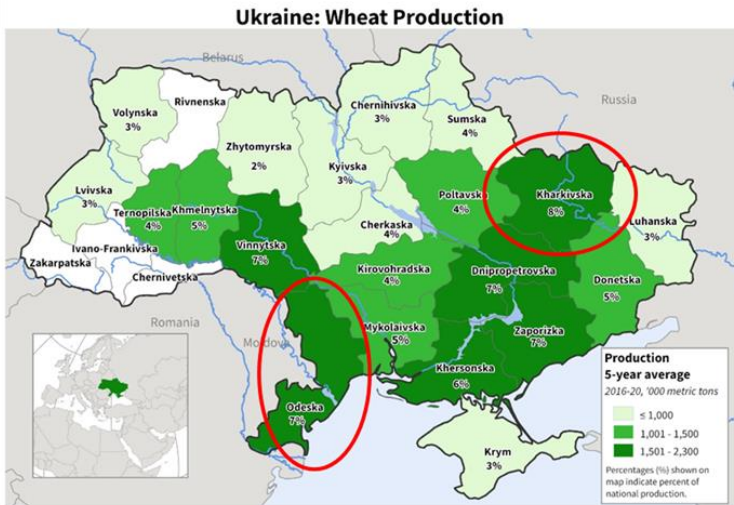 Ukraine: Wheat Production
Belarus
Russia
Volynska
3%
Rivnenska
Zhytomyrska
2%
Chernihivska
3%
Sumska
4%
Kyivska
3%
Lvivska
3%
Ternopilska
4%
Khmelnytska
5%
Vinnytska
7%
Cherkaska
4%
Poltavska
4%
Kharkivska
8%
Luhanska
3%
Ivano-Frankivska
Zakarpatska
Chernivetska
Kirovohradska
4%
Dnipropetrovska
7%
Donetska
5%
Romania
Moldova
Mykolaivska
5%
Zaporizka
7%
Khersonska
6%
Odeska
7%
Krym
3%
Production
5-year average
2016-20, '000 metric tons
≤ 1,000
1,001 - 1,500
1,501 - 2,300
Percentages (%) shown on
map indicate percent of
national production.